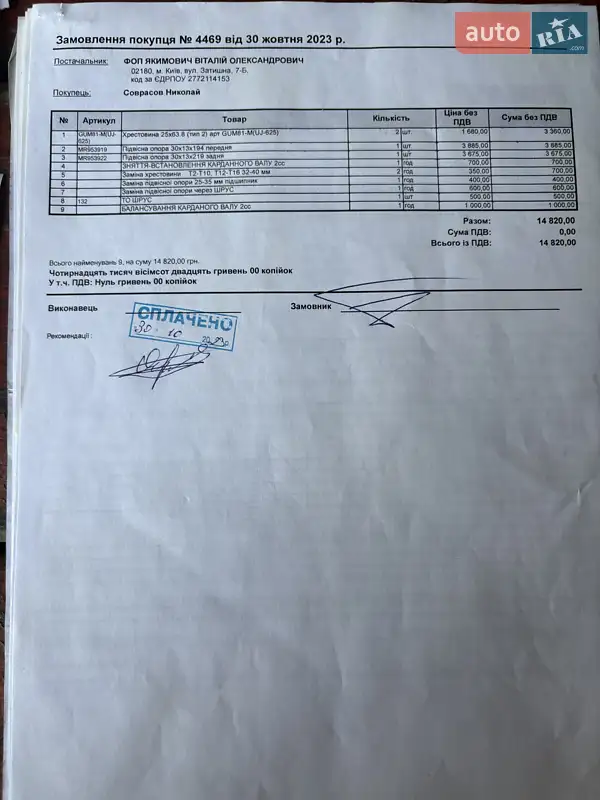 auto RIA .com
Замовлення покупця № 4469 від 30 жовтня 2023 р.
Постачальник: ФОП ЯКИМОВИЧ ВІТАЛІЙ ОЛЕКСАНДРОВИЧ
02180, м. Київ, вул. Затишна, 7-Б,
код за ЄДРПОУ 2772114153
Покупець: Соврасов Николай
№ Артикул Товар Кількість Ціна без ПДВ Сума без ПДВ
1 GUM81-M(UJ-625) Хрестовина 25x63.8 (тип 2) арт GUM81-M(UJ-625) 2 шт 1 680,00 3 360,00
2 MR953919 Підвісна опора 30x13x194 передня 1 шт 3 885,00 3 885,00
3 MR953922 Підвісна опора 30x13x219 задня 1 шт 3 675,00 3 675,00
4 ЗНЯТТЯ-ВСТАНОВЛЕННЯ КАРДАННОГО ВАЛУ 2сс 1 год 700,00 700,00
5 Заміна хрестовини Т2-Т10, Т12-Т16 32-40 мм 2 год 350,00 700,00
6 Заміна підвісної опори 25-35 мм підшипник 1 год 400,00 400,00
7 Заміна підвісної опори через ШРУС 1 год 600,00 600,00
8 132 ТО ШРУС 1 шт 500,00 500,00
9 БАЛАНСУВАННЯ КАРДАНОГО ВАЛУ 2сс 1 год 1 000,00 1 000,00
Разом: 14 820,00
Сума ПДВ: 0,00
Всього із ПДВ: 14 820,00
Всього найменувань 9, на суму 14 820,00 грн.
Чотирнадцять тисяч вісімсот двадцять гривень 00 копійок
У т.ч. ПДВ: Нуль гривень 00 копійок
Виконавець Замовник
СПЛАЧЕНО
30 10
Рекомендації: